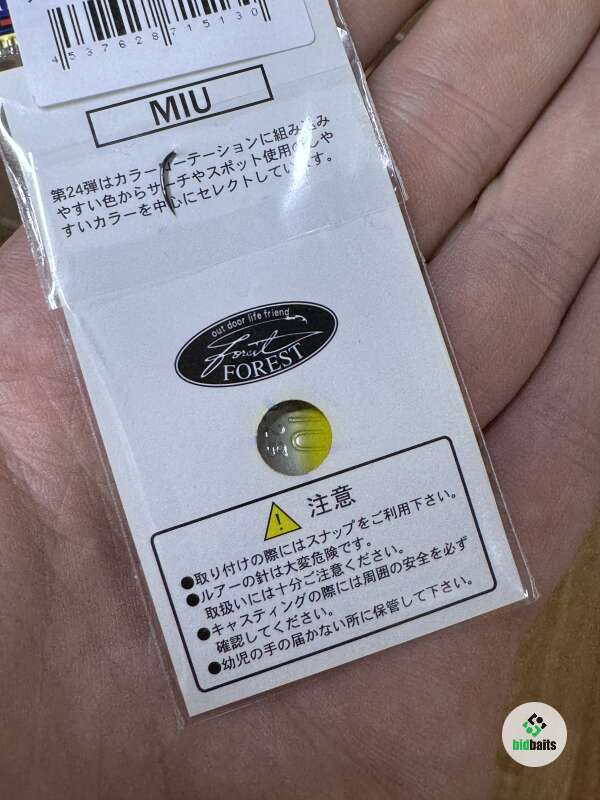 4537628715130
MIU
第24弾はカラーローテーションに組み込み
やすい色からサーチやスポット使用のしや
すいカラーを中心にセレクトしています。
out door life friend
Forest
FOREST
注意
●取り付けの際にはスナップをご利用下さい。
●ルアーの針は大変危険です。
取扱いには十分ご注意ください。
●キャスティングの際には周囲の安全を必ず
確認してください。
●幼児の手の届かない所に保管して下さい。
bidbaits